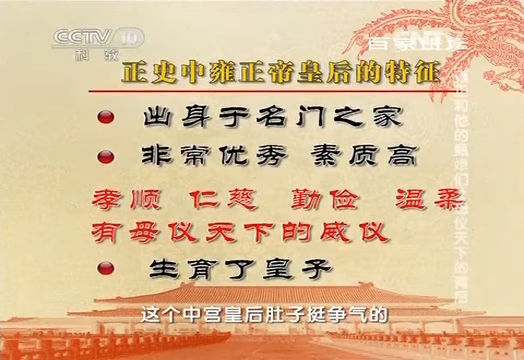 CCTV 10
科教
百家讲坛
正史中雍正帝皇后的特征
出身于名门之家
非常优秀 素质高
孝顺 仁慈 勤俭 温柔
有母仪天下的威仪
生育了皇子
这个中宫皇后肚子挺争气的